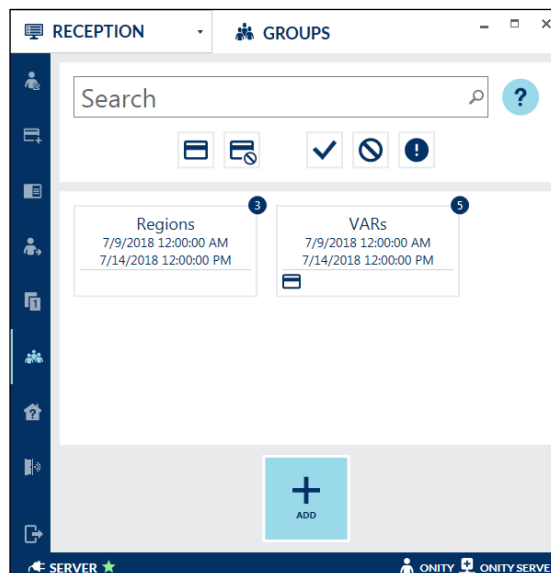 RECEPTION
GROUPS
Search
?
3
5
Regions
7/9/2018 12:00:00 AM
7/14/2018 12:00:00 PM
VARs
7/9/2018 12:00:00 AM
7/14/2018 12:00:00 PM
1
ADD
SERVER
ONITY
ONITY SERVE